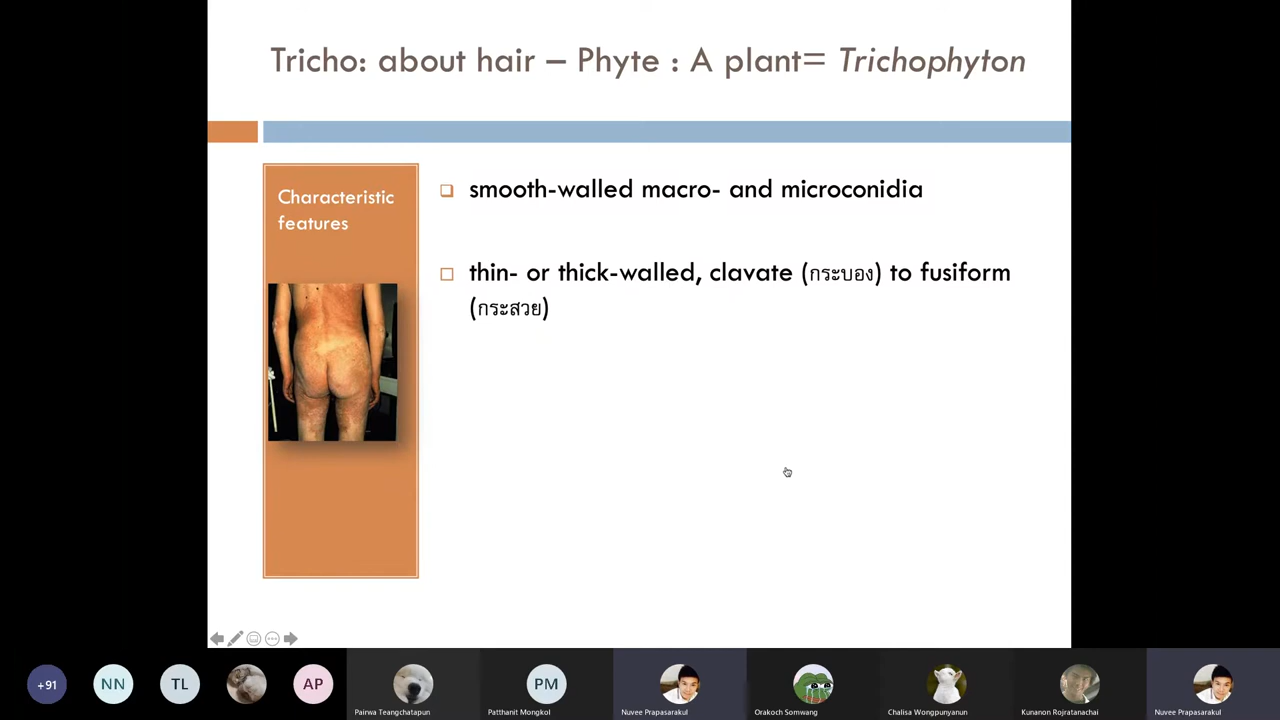 Tricho: about hair – Phyte : A plant= Trichophyton
Characteristic
features
smooth-walled macro- and microconidia
thin- or thick-walled, clavate (กระบอง) to fusiform
(กระสวย)
+91
NN
TL
AP
PM
Pairwa Teangchatapun
Patthanit Mongkol
Nuvee Prapasarakul
Orakoch Somwang
Chalisa Wongpunyanun
Kunanon Rojratanachai
Nuvee Prapasarakul